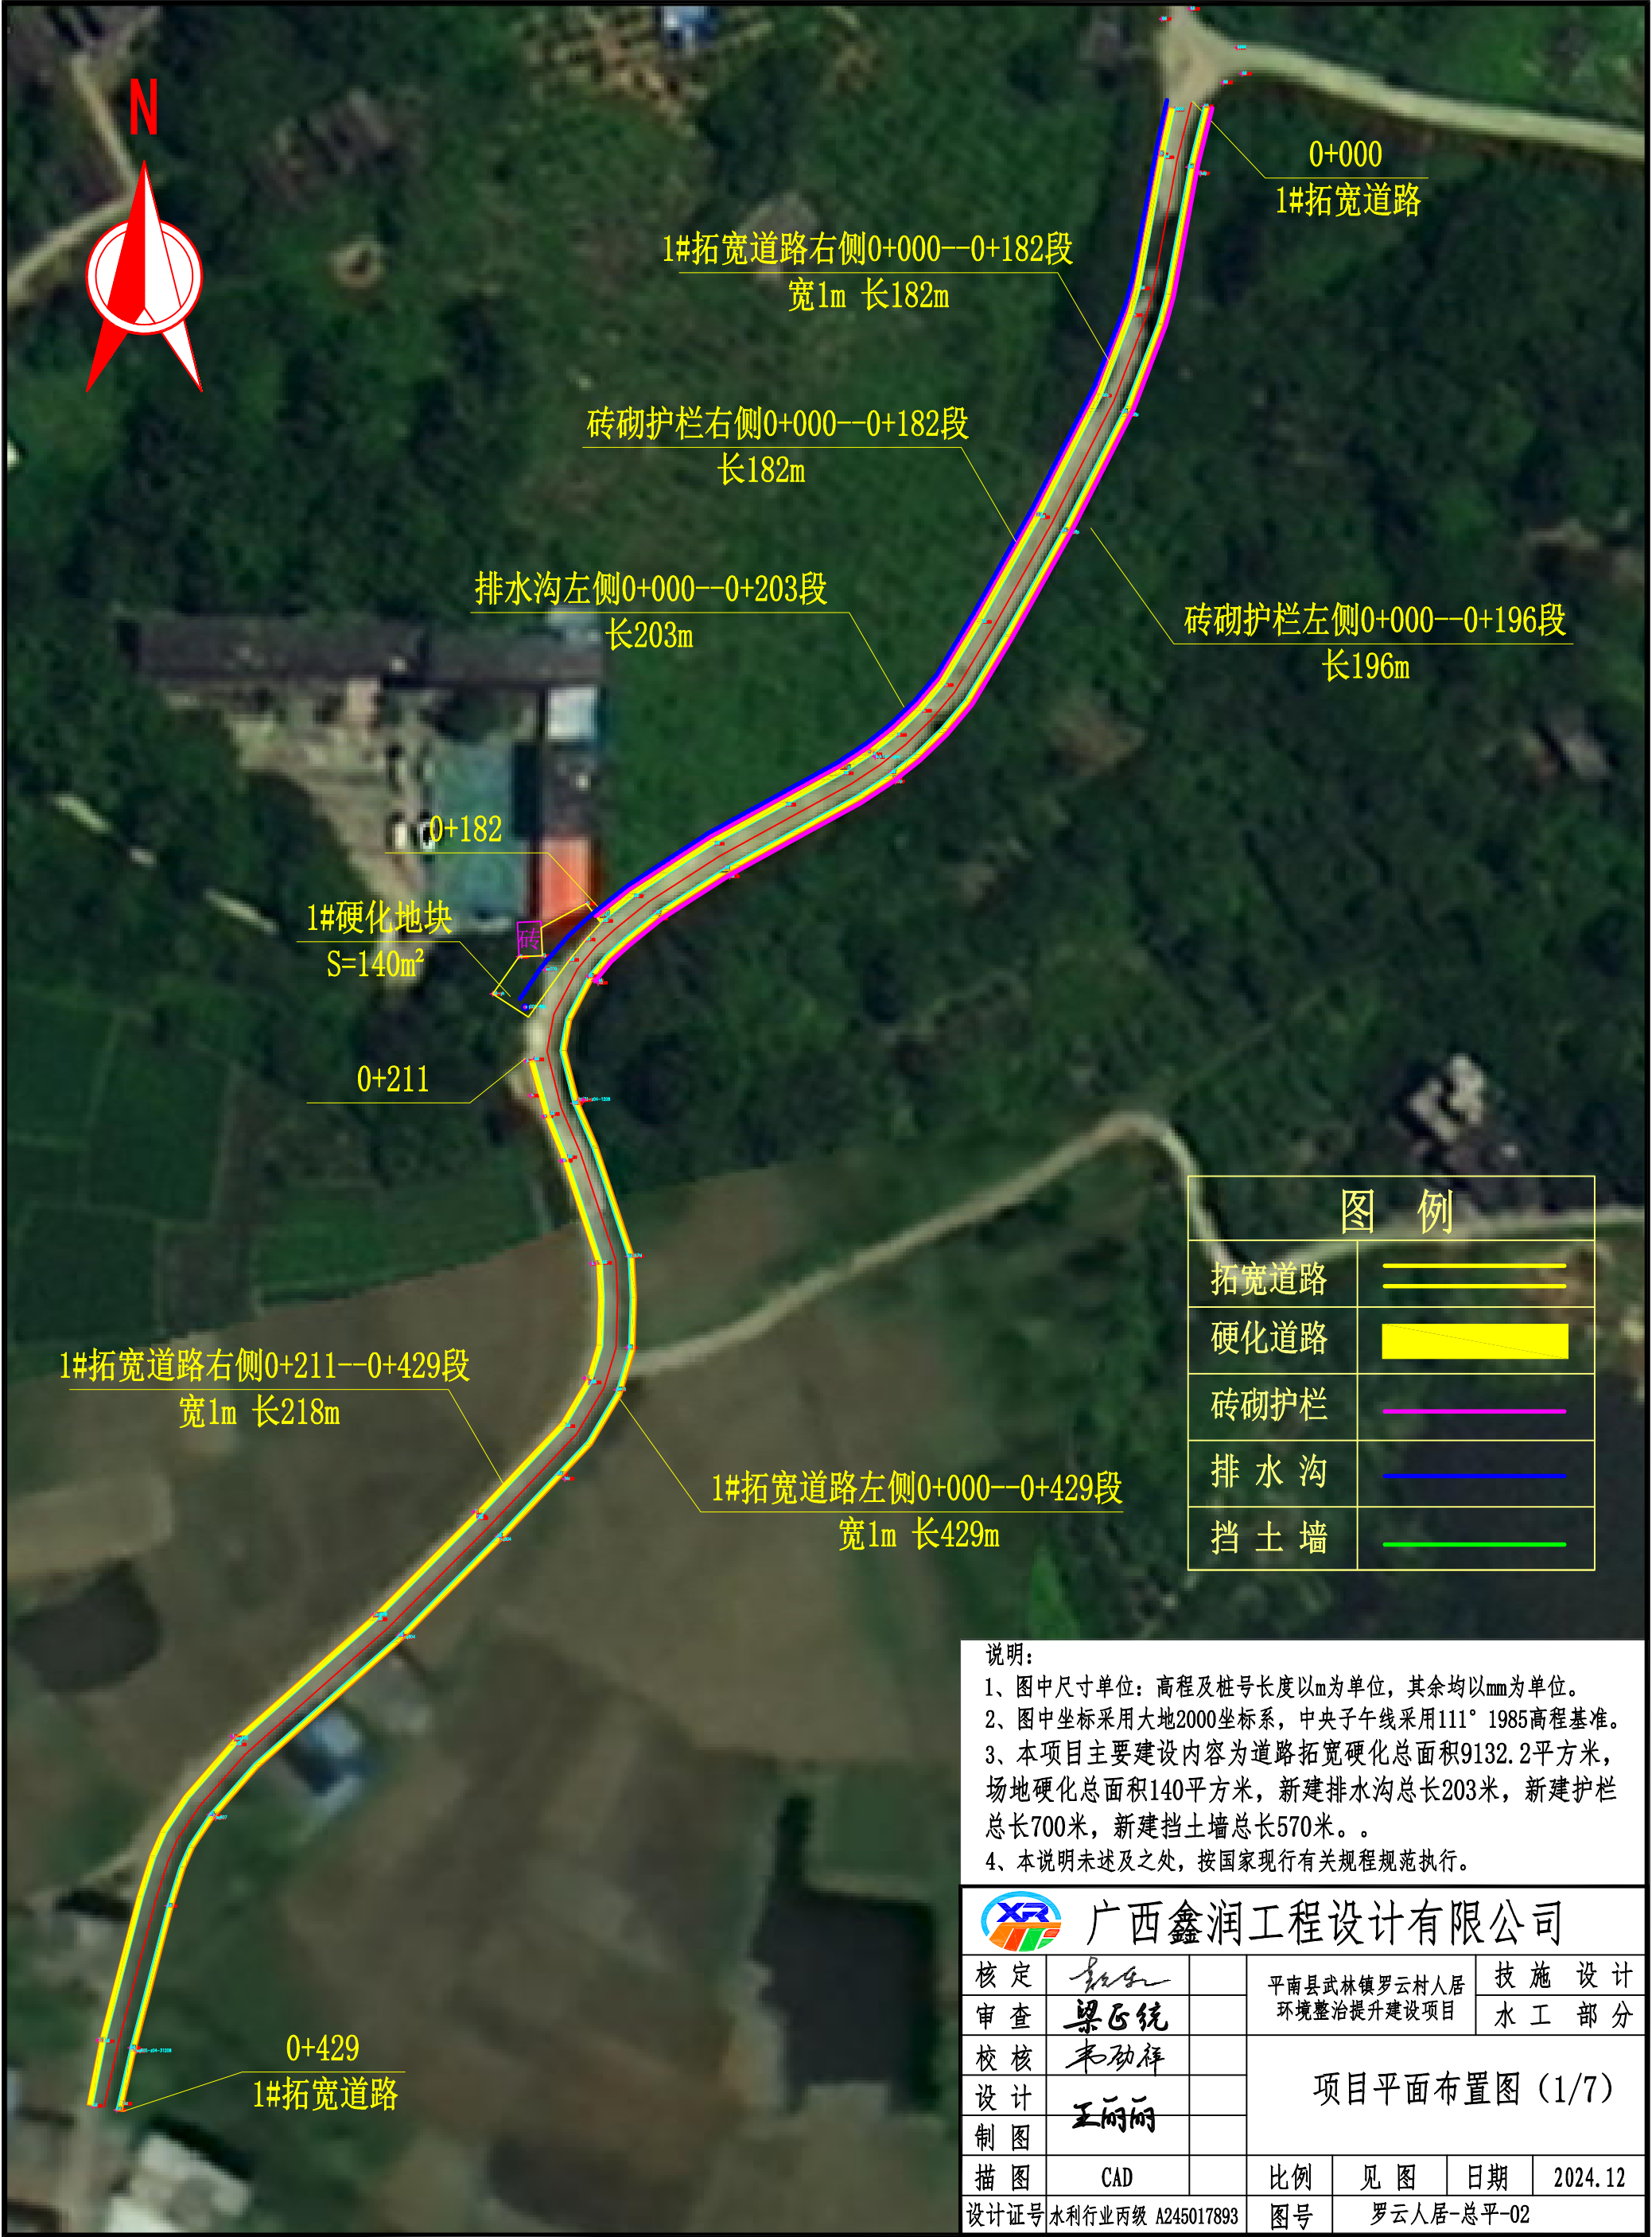 N
0+000
1#拓宽道路
1#拓宽道路右侧0+000--0+182段
宽1m 长182m
砖砌护栏右侧0+000--0+182段
长182m
排水沟左侧0+000--0+203段
长203m
砖砌护栏左侧0+000--0+196段
长196m
0+182
1#硬化地块
S=140m²
砖
0+211
1#拓宽道路右侧0+211--0+429段
宽1m 长218m
1#拓宽道路左侧0+000--0+429段
宽1m 长429m
0+429
1#拓宽道路
图 例
拓宽道路
硬化道路
砖砌护栏
排水沟
挡土墙
说明:
1、图中尺寸单位: 高程及桩号长度以m为单位, 其余均以mm为单位。
2、图中坐标采用大地2000坐标系, 中央子午线采用111° 1985高程基准。
3、本项目主要建设内容为道路拓宽硬化总面积9132.2平方米,
场地硬化总面积140平方米, 新建排水沟总长203米, 新建护栏
总长700米, 新建挡土墙总长570米。。
4、本说明未述及之处, 按国家现行有关规程规范执行。
XR 广西鑫润工程设计有限公司
核定
审查 梁正统
校核 韦劲祥
设计 王丽丽
制图
描图 CAD
平南县武林镇罗云村人居
环境整治提升建设项目
技施 设计
水工 部分
项目平面布置图（1/7）
比例 见图 日期 2024.12
设计证号 水利行业丙级 A245017893 图号 罗云人居-总平-02